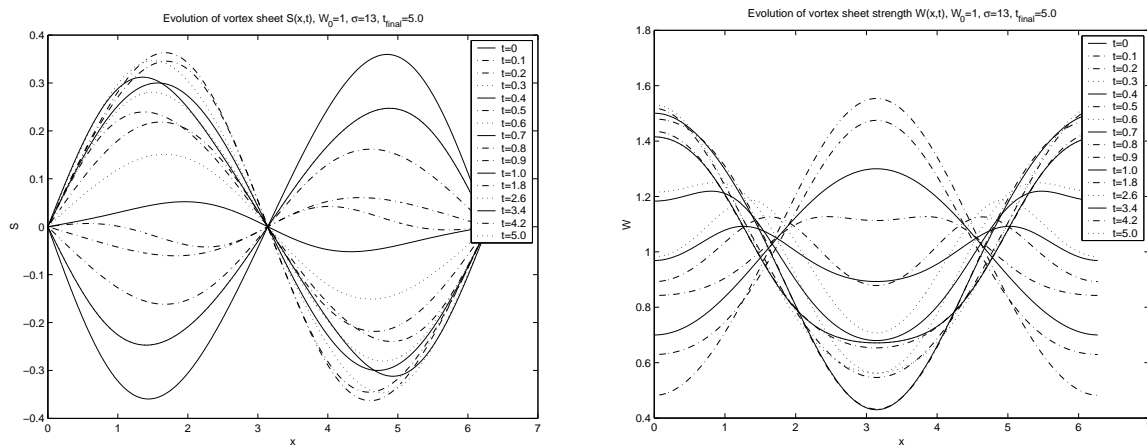 Evolution of vortex sheet S(x,t), W_0=1, σ=13, t_final=5.0
0.4
0.3
0.2
0.1
0
−0.1
−0.2
−0.3
−0.4
S
0 1 2 3 4 5 6 7
x
t=0
t=0.1
t=0.2
t=0.3
t=0.4
t=0.5
t=0.6
t=0.7
t=0.8
t=0.9
t=1.0
t=1.8
t=2.6
t=3.4
t=4.2
t=5.0
Evolution of vortex sheet strength W(x,t), W_0=1, σ=13, t_final=5.0
1.8
1.6
1.4
1.2
1
0.8
0.6
0.4
W
0 1 2 3 4 5 6 7
x
t=0
t=0.1
t=0.2
t=0.3
t=0.4
t=0.5
t=0.6
t=0.7
t=0.8
t=0.9
t=1.0
t=1.8
t=2.6
t=3.4
t=4.2
t=5.0